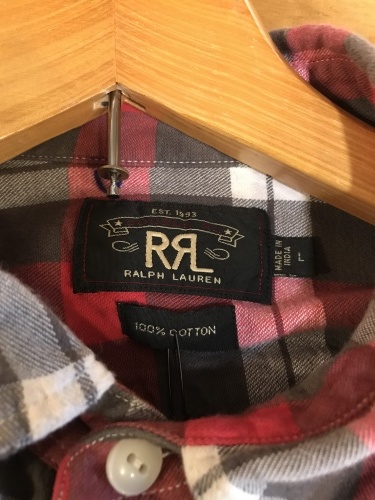 EST. 1993
RRL
RALPH LAUREN
MADE IN
INDIA
L
100% COTTON